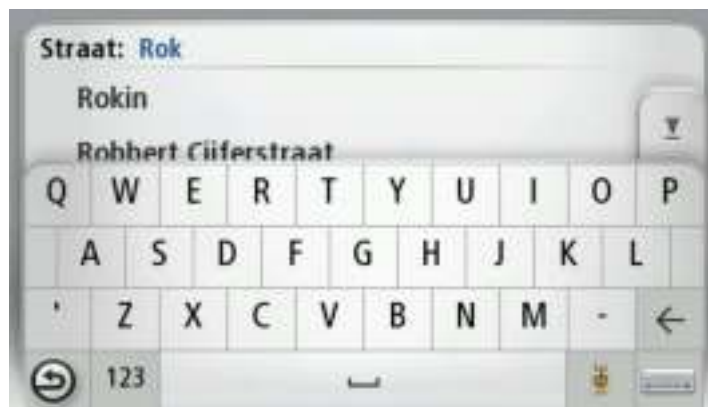 Straat: Rok
Rokin
Robbert Cijferstraat
Q W E R T Y U I O P
A S D F G H J K L
' Z X C V B N M - ←
123